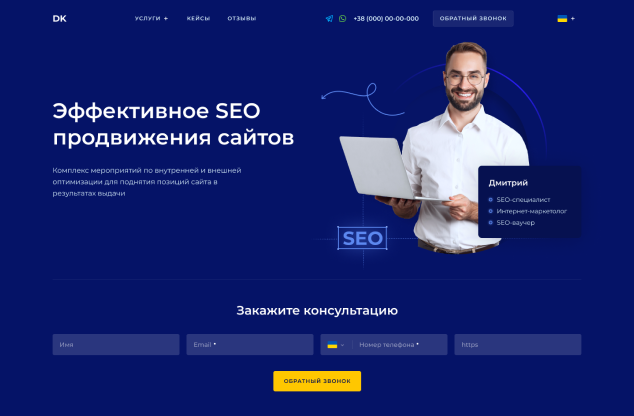 DK
УСЛУГИ +
КЕЙСЫ
ОТЗЫВЫ
+38 (000) 00-00-000
ОБРАТНЫЙ ЗВОНОК
Эффективное SEO
продвижения сайтов
Комплекс мероприятий по внутренней и внешней
оптимизации для поднятия позиций сайта в
результатах выдачи
Дмитрий
SEO-специалист
Интернет-маркетолог
SEO-ваучер
SEO
Закажите консультацию
Имя
Email *
Номер телефона *
https
ОБРАТНЫЙ ЗВОНОК